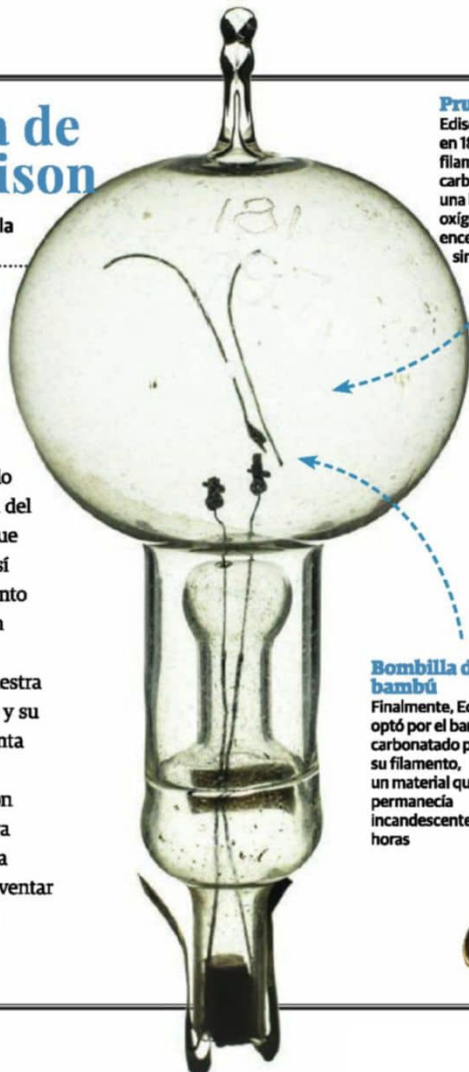 de
ison
la
lo
del
ue
sí
nto
n
estra
y su
nta
n
a
a
ventar
181
Pru
Edis
en 18
filam
carb
una
oxíg
ence
sin
Bombilla d
bambú
Finalmente, Ed
optó por el bam
carbonatado p
su filamento,
un material qu
permanecía
incandescente
horas